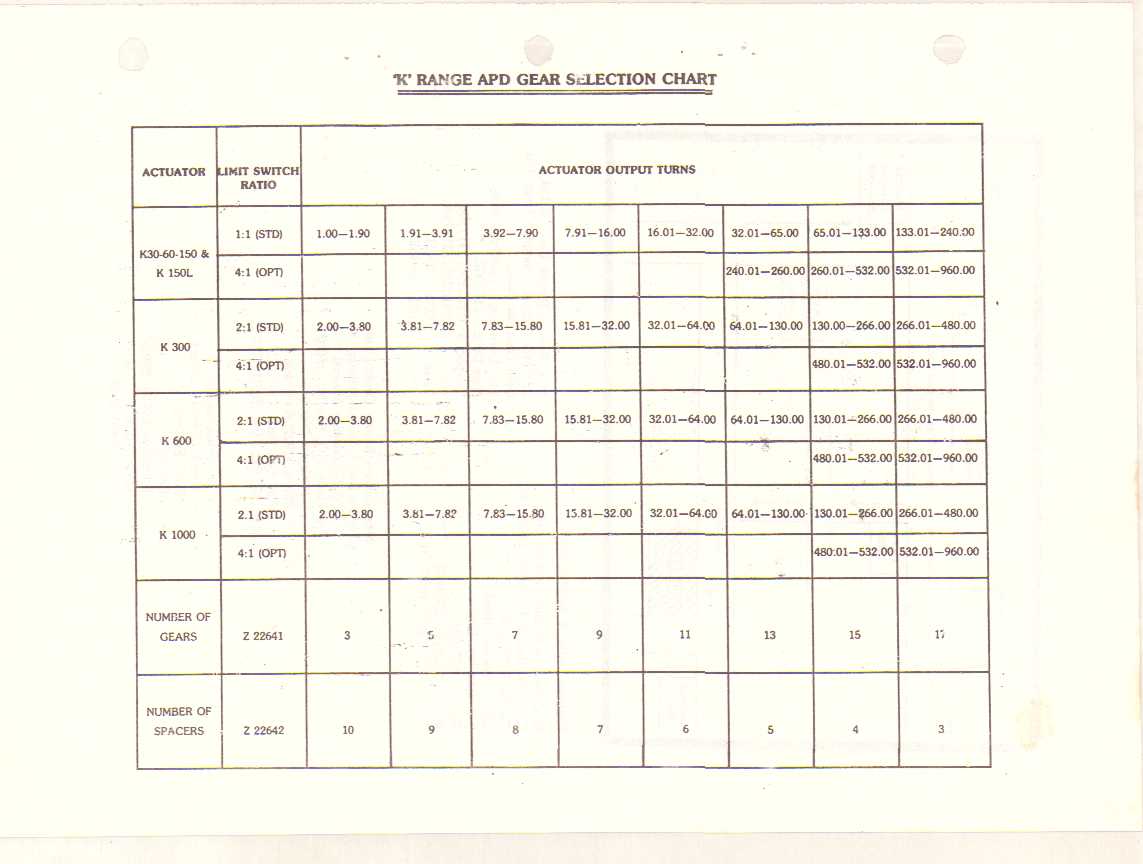 'K' RANGE APD GEAR SELECTION CHART
ACTUATOR LIMIT SWITCH RATIO ACTUATOR OUTPUT TURNS
K30-60-150 & K 150L
1:1 (STD) 1.00—1.90 1.91—3.91 3.92—7.90 7.91—16.00 16.01—32.00 32.01—65.00 65.01—133.00 133.01—240.00
4:1 (OPT) 240.01—260.00 260.01—532.00 532.01—960.00
K 300
2:1 (STD) 2.00—3.80 3.81—7.82 7.83—15.80 15.81—32.00 32.01—64.00 64.01—130.00 130.00—266.00 266.01—480.00
4:1 (OPT) 480.01—532.00 532.01—960.00
K 600
2:1 (STD) 2.00—3.80 3.81—7.82 7.83—15.80 15.81—32.00 32.01—64.00 64.01—130.00 130.01—266.00 266.01—480.00
4:1 (OPT) 480.01—532.00 532.01—960.00
K 1000
2.1 (STD) 2.00—3.80 3.81—7.82 7.83—15.80 15.81—32.00 32.01—64.00 64.01—130.00 130.01—266.00 266.01—480.00
4:1 (OPT) 480.01—532.00 532.01—960.00
NUMBER OF GEARS Z 22641 3 5 7 9 11 13 15 17
NUMBER OF SPACERS Z 22642 10 9 8 7 6 5 4 3